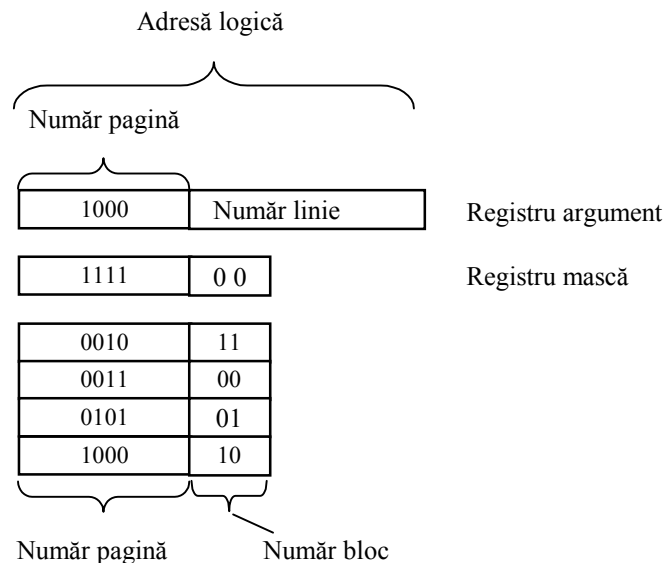 Adresă logică
Număr pagină
1000 Număr linie Registru argument
1111 0 0 Registru mască
0010 11
0011 00
0101 01
1000 10
Număr pagină Număr bloc